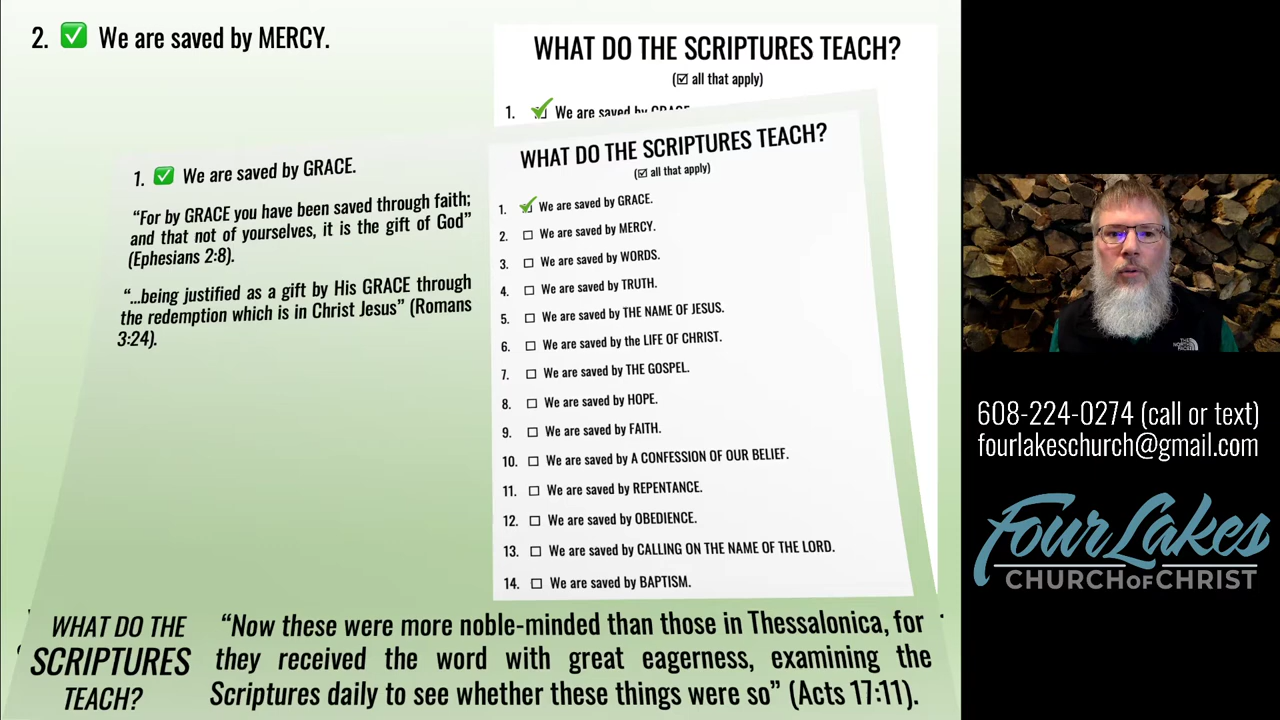 2. ✅ We are saved by MERCY.
WHAT DO THE SCRIPTURES TEACH?
(☑ all that apply)
1. We are saved by GRACE.
1. ✅ We are saved by GRACE.
“For by GRACE you have been saved through faith;
and that not of yourselves, it is the gift of God”
(Ephesians 2:8).
“...being justified as a gift by His GRACE through
the redemption which is in Christ Jesus” (Romans
3:24).
WHAT DO THE SCRIPTURES TEACH?
(☑ all that apply)
1. ☑ We are saved by GRACE.
2. ☐ We are saved by MERCY.
3. ☐ We are saved by WORDS.
4. ☐ We are saved by TRUTH.
5. ☐ We are saved by THE NAME OF JESUS.
6. ☐ We are saved by the LIFE OF CHRIST.
7. ☐ We are saved by THE GOSPEL.
8. ☐ We are saved by HOPE.
9. ☐ We are saved by FAITH.
10. ☐ We are saved by A CONFESSION OF OUR BELIEF.
11. ☐ We are saved by REPENTANCE.
12. ☐ We are saved by OBEDIENCE.
13. ☐ We are saved by CALLING ON THE NAME OF THE LORD.
14. ☐ We are saved by BAPTISM.
WHAT DO THE
SCRIPTURES
TEACH?
“Now these were more noble-minded than those in Thessalonica, for
they received the word with great eagerness, examining the
Scriptures daily to see whether these things were so” (Acts 17:11).
THE NORTH FACE
608-224-0274 (call or text)
fourlakeschurch@gmail.com
Four Lakes
CHURCH OF CHRIST